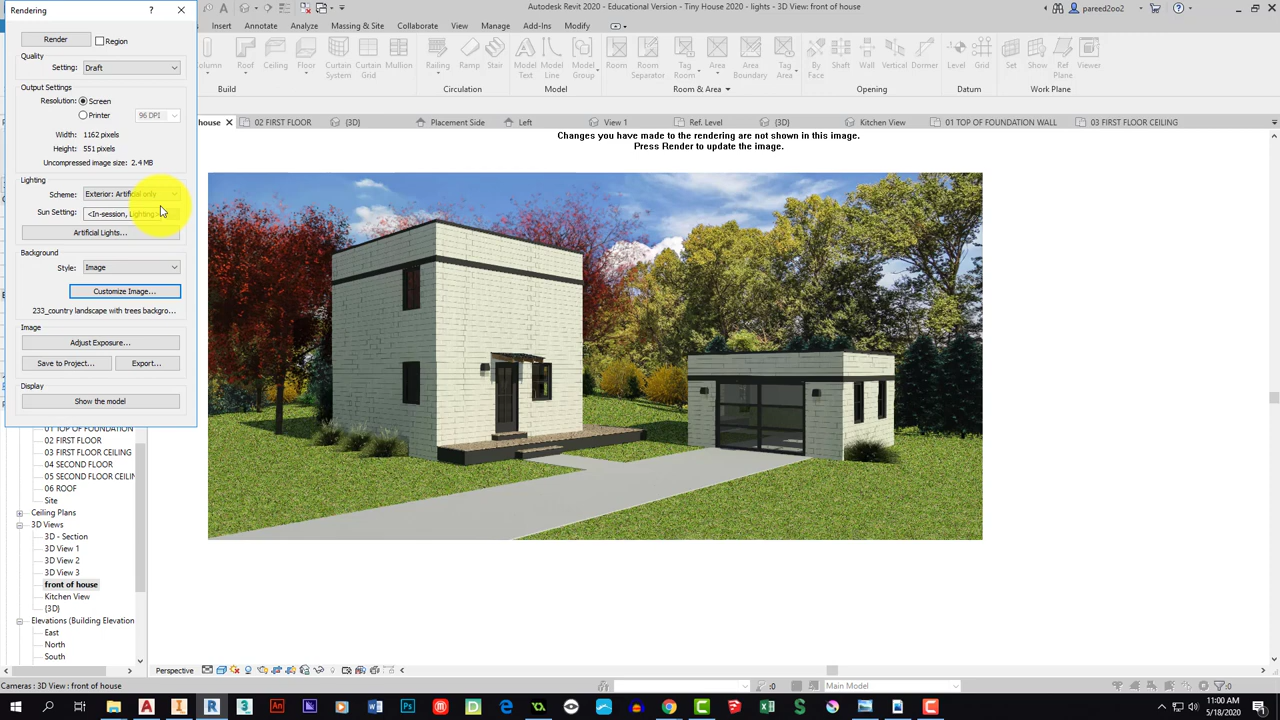 Rendering
?
Autodesk Revit 2020 - Educational Version - Tiny House 2020 - lights - 3D View: front of house
pareed2oo2
Insert Annotate Analyze Massing & Site Collaborate View Manage Add-Ins Modify
Render Region
Quality
Setting: Draft
Output Settings
Resolution: Screen
Printer 96 DPI
Width: 1162 pixels
Height: 551 pixels
Uncompressed image size: 2.4 MB
Lighting
Scheme: Exterior: Artificial only
Sun Setting: <In-session, Lighting
Artificial Lights...
Background
Style: Image
Customize Image...
233_country landscape with trees backgro...
Image
Adjust Exposure...
Save to Project... Export...
Display
Show the model
Column Roof Ceiling Floor Curtain System Curtain Grid Mullion Railing Ramp Stair Model Text Model Line Model Group Room Room Separator Tag Room Area Area Boundary Tag Area By Face Shaft Wall Vertical Dormer Level Grid Set Show Ref Plane Viewer
Build Circulation Model Room & Area Opening Datum Work Plane
house 02 FIRST FLOOR {3D} Placement Side Left View 1 Ref. Level {3D} Kitchen View 01 TOP OF FOUNDATION WALL 03 FIRST FLOOR CEILING
Changes you have made to the rendering are not shown in this image.
Press Render to update the image.
01 TOP OF FOUNDATION
02 FIRST FLOOR
03 FIRST FLOOR CEILING
04 SECOND FLOOR
05 SECOND FLOOR CEILIN
06 ROOF
Site
Ceiling Plans
3D Views
3D - Section
3D View 1
3D View 2
3D View 3
front of house
Kitchen View
{3D}
Elevations (Building Elevation
East
North
South
Perspective
Cameras : 3D View : front of house
:0 Main Model :0
11:00 AM
5/18/2020